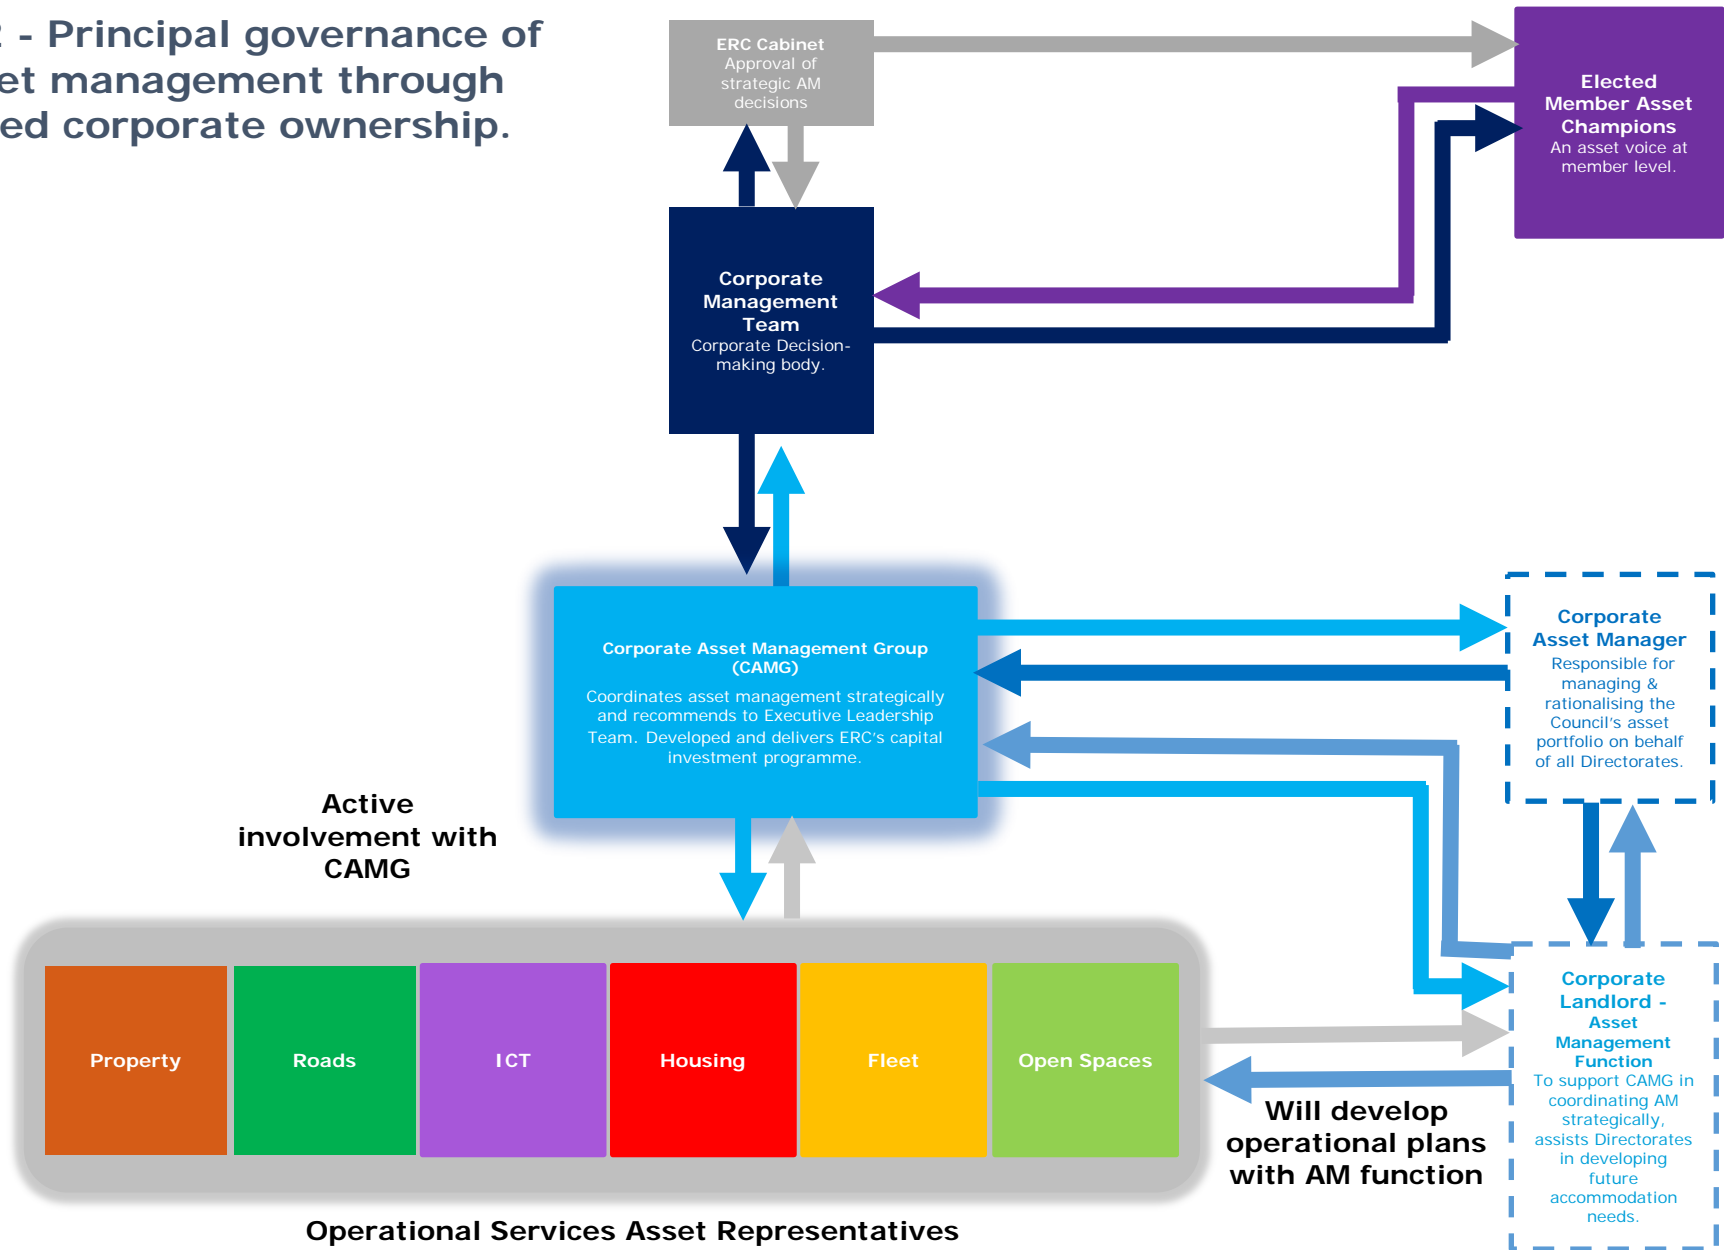 2 - Principal governance of
et management through
ed corporate ownership.
ERC Cabinet
Approval of
strategic AM
decisions
Elected
Member Asset
Champions
An asset voice at
member level.
Corporate
Management
Team
Corporate Decision-
making body.
Corporate Asset Management Group
(CAMG)
Coordinates asset management strategically
and recommends to Executive Leadership
Team. Developed and delivers ERC's capital
investment programme.
Corporate
Asset Manager
Responsible for
managing &
rationalising the
Council's asset
portfolio on behalf
of all Directorates.
Active
involvement with
CAMG
Property
Roads
ICT
Housing
Fleet
Open Spaces
Corporate
Landlord -
Asset
Management
Function
To support CAMG in
coordinating AM
strategically,
assists Directorates
in developing
future
accommodation
needs.
Will develop
operational plans
with AM function
Operational Services Asset Representatives